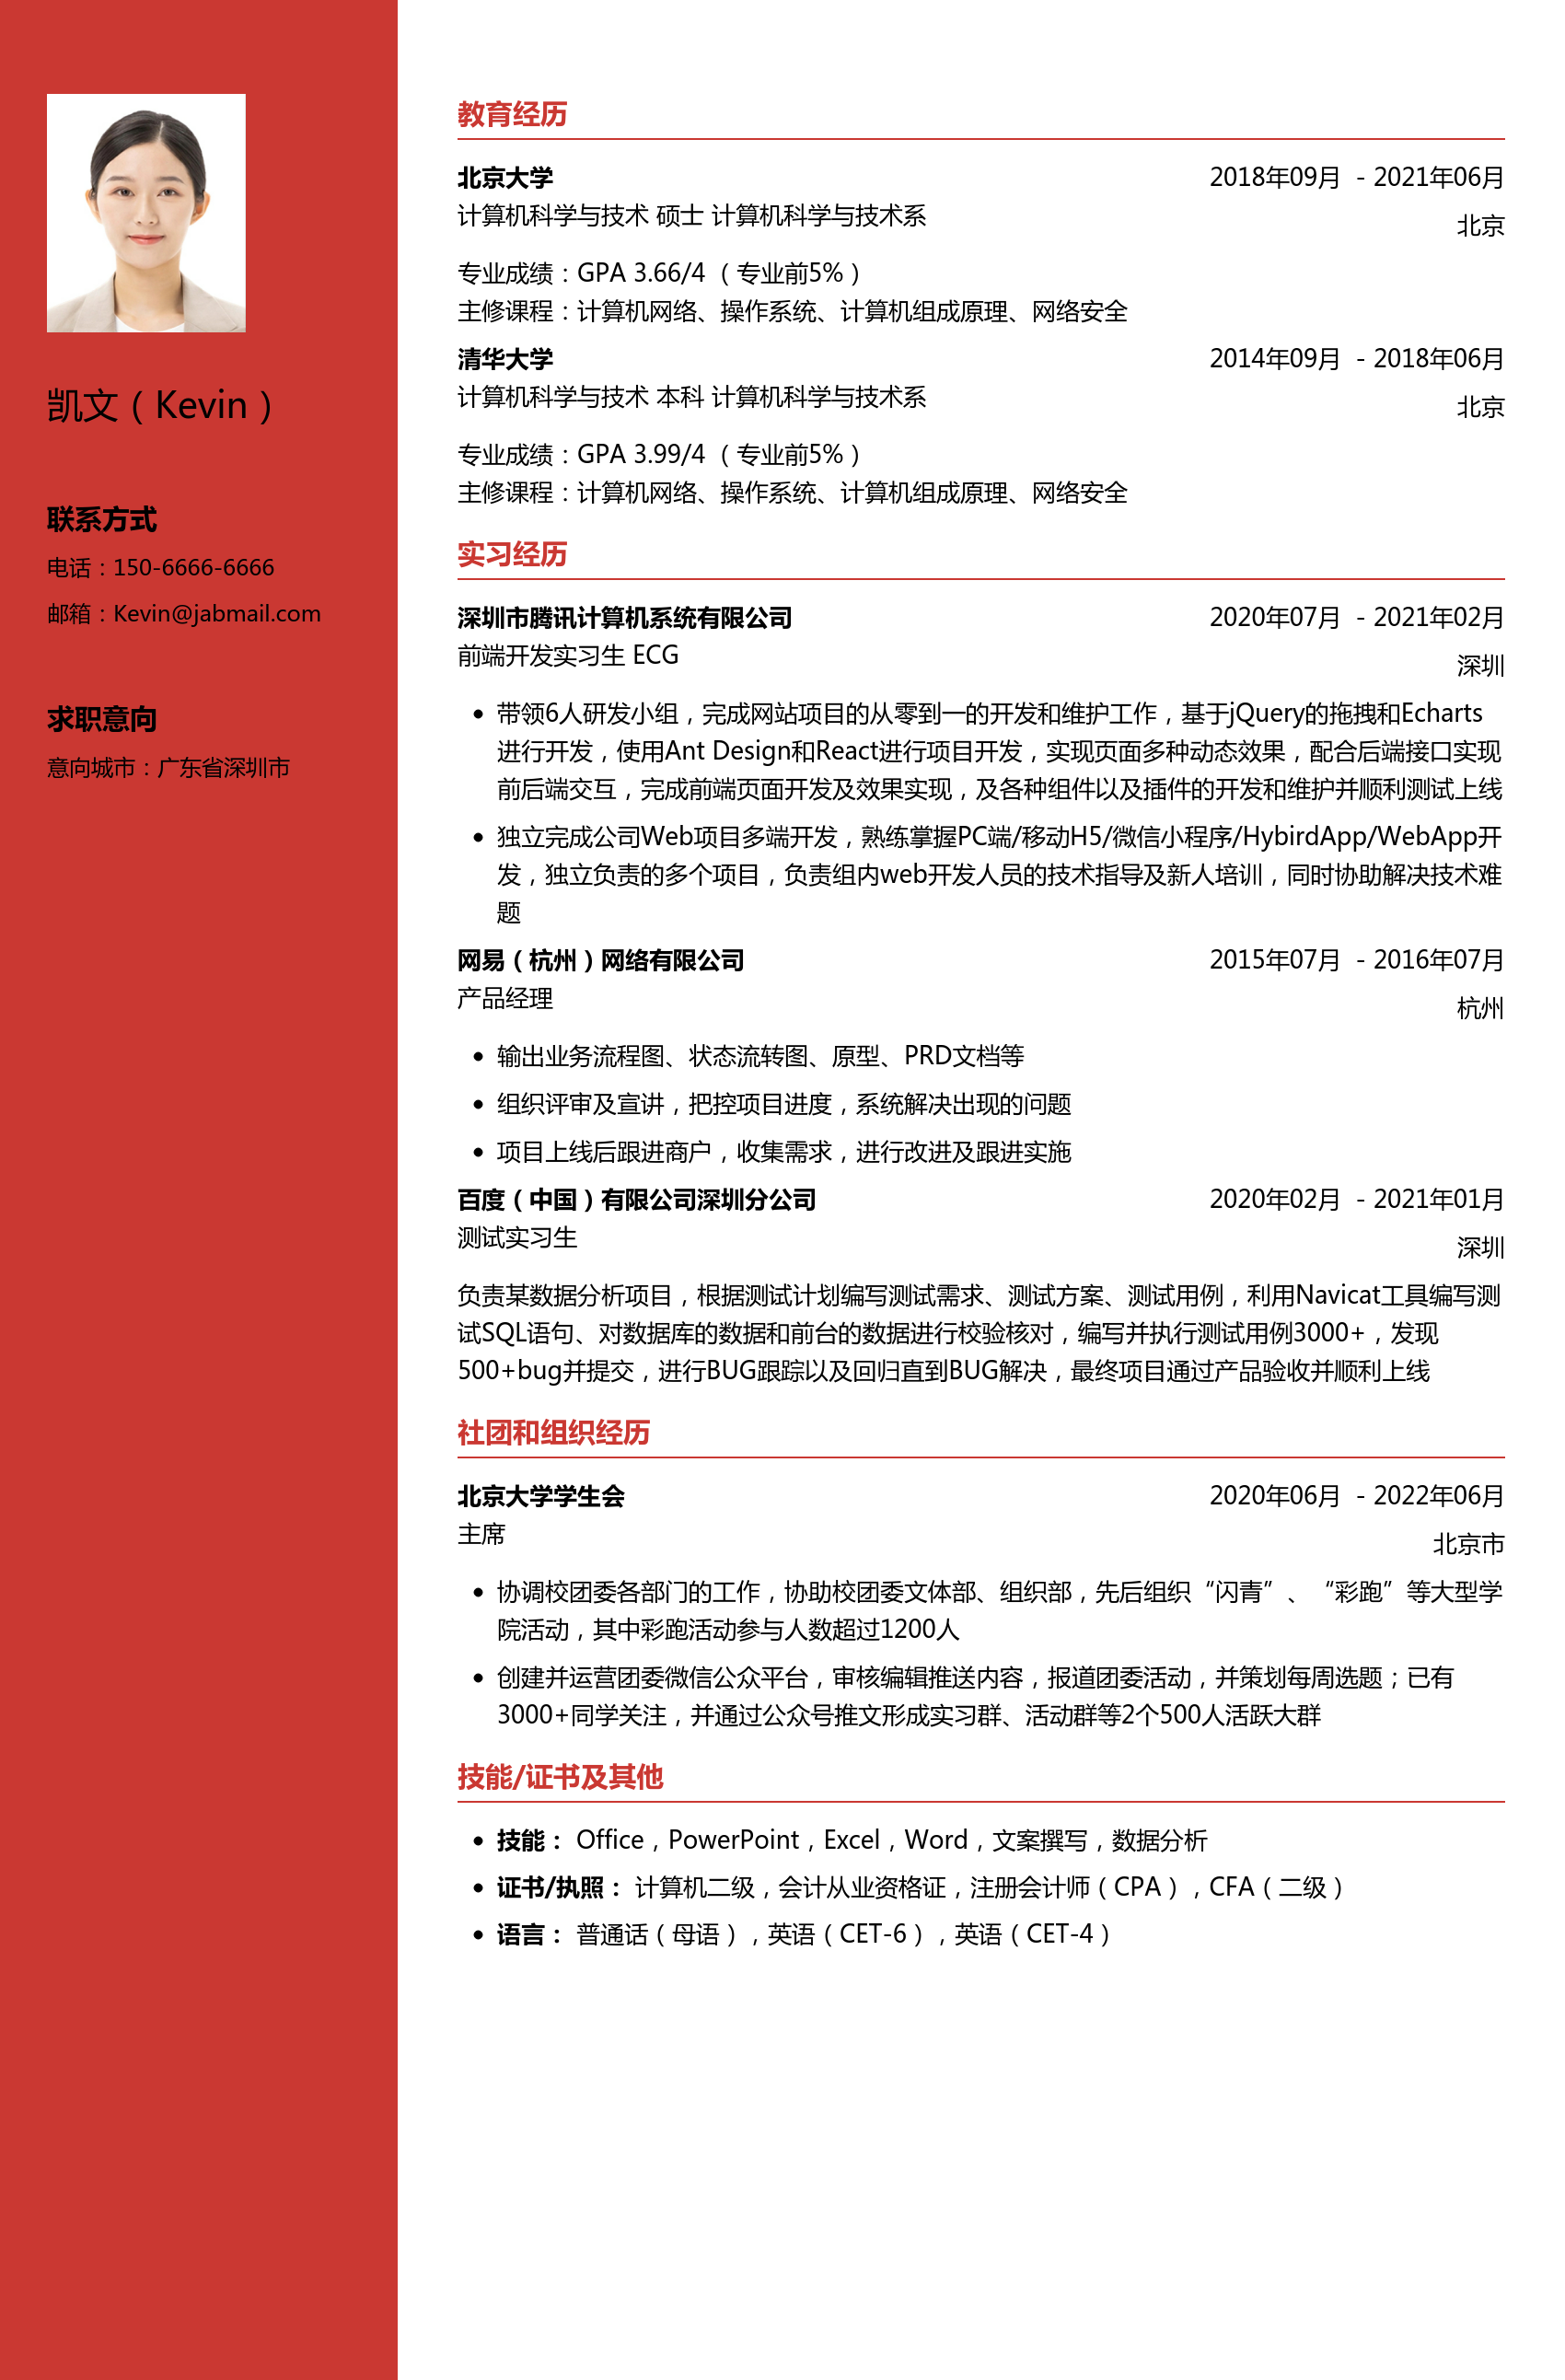 凯文（Kevin）
联系方式
电话：150-6666-6666
邮箱：Kevin@jabmail.com
求职意向
意向城市：广东省深圳市
教育经历
北京大学 2018年09月 - 2021年06月
计算机科学与技术 硕士 计算机科学与技术系 北京
专业成绩：GPA 3.66/4 （专业前5%）
主修课程：计算机网络、操作系统、计算机组成原理、网络安全
清华大学 2014年09月 - 2018年06月
计算机科学与技术 本科 计算机科学与技术系 北京
专业成绩：GPA 3.99/4 （专业前5%）
主修课程：计算机网络、操作系统、计算机组成原理、网络安全
实习经历
深圳市腾讯计算机系统有限公司 2020年07月 - 2021年02月
前端开发实习生 ECG 深圳
• 带领6人研发小组，完成网站项目的从零到一的开发和维护工作，基于jQuery的拖拽和Echarts
进行开发，使用Ant Design和React进行项目开发，实现页面多种动态效果，配合后端接口实现
前后端交互，完成前端页面开发及效果实现，及各种组件以及插件的开发和维护并顺利测试上线
• 独立完成公司Web项目多端开发，熟练掌握PC端/移动H5/微信小程序/HybirdApp/WebApp开
发，独立负责的多个项目，负责组内web开发人员的技术指导及新人培训，同时协助解决技术难
题
网易（杭州）网络有限公司 2015年07月 - 2016年07月
产品经理 杭州
• 输出业务流程图、状态流转图、原型、PRD文档等
• 组织评审及宣讲，把控项目进度，系统解决出现的问题
• 项目上线后跟进商户，收集需求，进行改进及跟进实施
百度（中国）有限公司深圳分公司 2020年02月 - 2021年01月
测试实习生 深圳
负责某数据分析项目，根据测试计划编写测试需求、测试方案、测试用例，利用Navicat工具编写测
试SQL语句、对数据库的数据和前台的数据进行校验核对，编写并执行测试用例3000+，发现
500+bug并提交，进行BUG跟踪以及回归直到BUG解决，最终项目通过产品验收并顺利上线
社团和组织经历
北京大学学生会 2020年06月 - 2022年06月
主席 北京市
• 协调校团委各部门的工作，协助校团委文体部、组织部，先后组织“闪青”、“彩跑”等大型学
院活动，其中彩跑活动参与人数超过1200人
• 创建并运营团委微信公众平台，审核编辑推送内容，报道团委活动，并策划每周选题；已有
3000+同学关注，并通过公众号推文形成实习群、活动群等2个500人活跃大群
技能/证书及其他
• 技能： Office，PowerPoint，Excel，Word，文案撰写，数据分析
• 证书/执照： 计算机二级，会计从业资格证，注册会计师（CPA），CFA（二级）
• 语言： 普通话（母语），英语（CET-6），英语（CET-4）